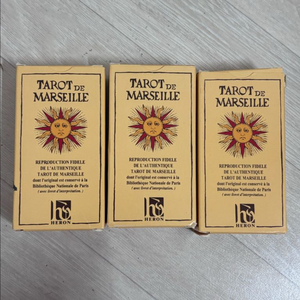 TAROT DE
MARSEILLE
REPRODUCTION FIDELE
DE L'AUTHENTIQUE
TAROT DE MARSEILLE
dont l'original est conservé à la
Bibliothèque Nationale de Paris
( avec livret d'interprétation )
HERON
TAROT DE
MARSEILLE
REPRODUCTION FIDELE
DE L'AUTHENTIQUE
TAROT DE MARSEILLE
dont l'original est conservé à la
Bibliothèque Nationale de Paris
( avec livret d'interprétation )
HERON
TAROT DE
MARSEILLE
REPRODUCTION FIDELE
DE L'AUTHENTIQUE
TAROT DE MARSEILLE
dont l'original est conservé à la
Bibliothèque Nationale de Paris
( avec livret d'interprétation )
HERON